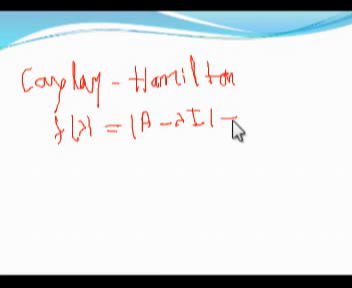 Cayley - Hamilton
f(λ) = |A - λI| -